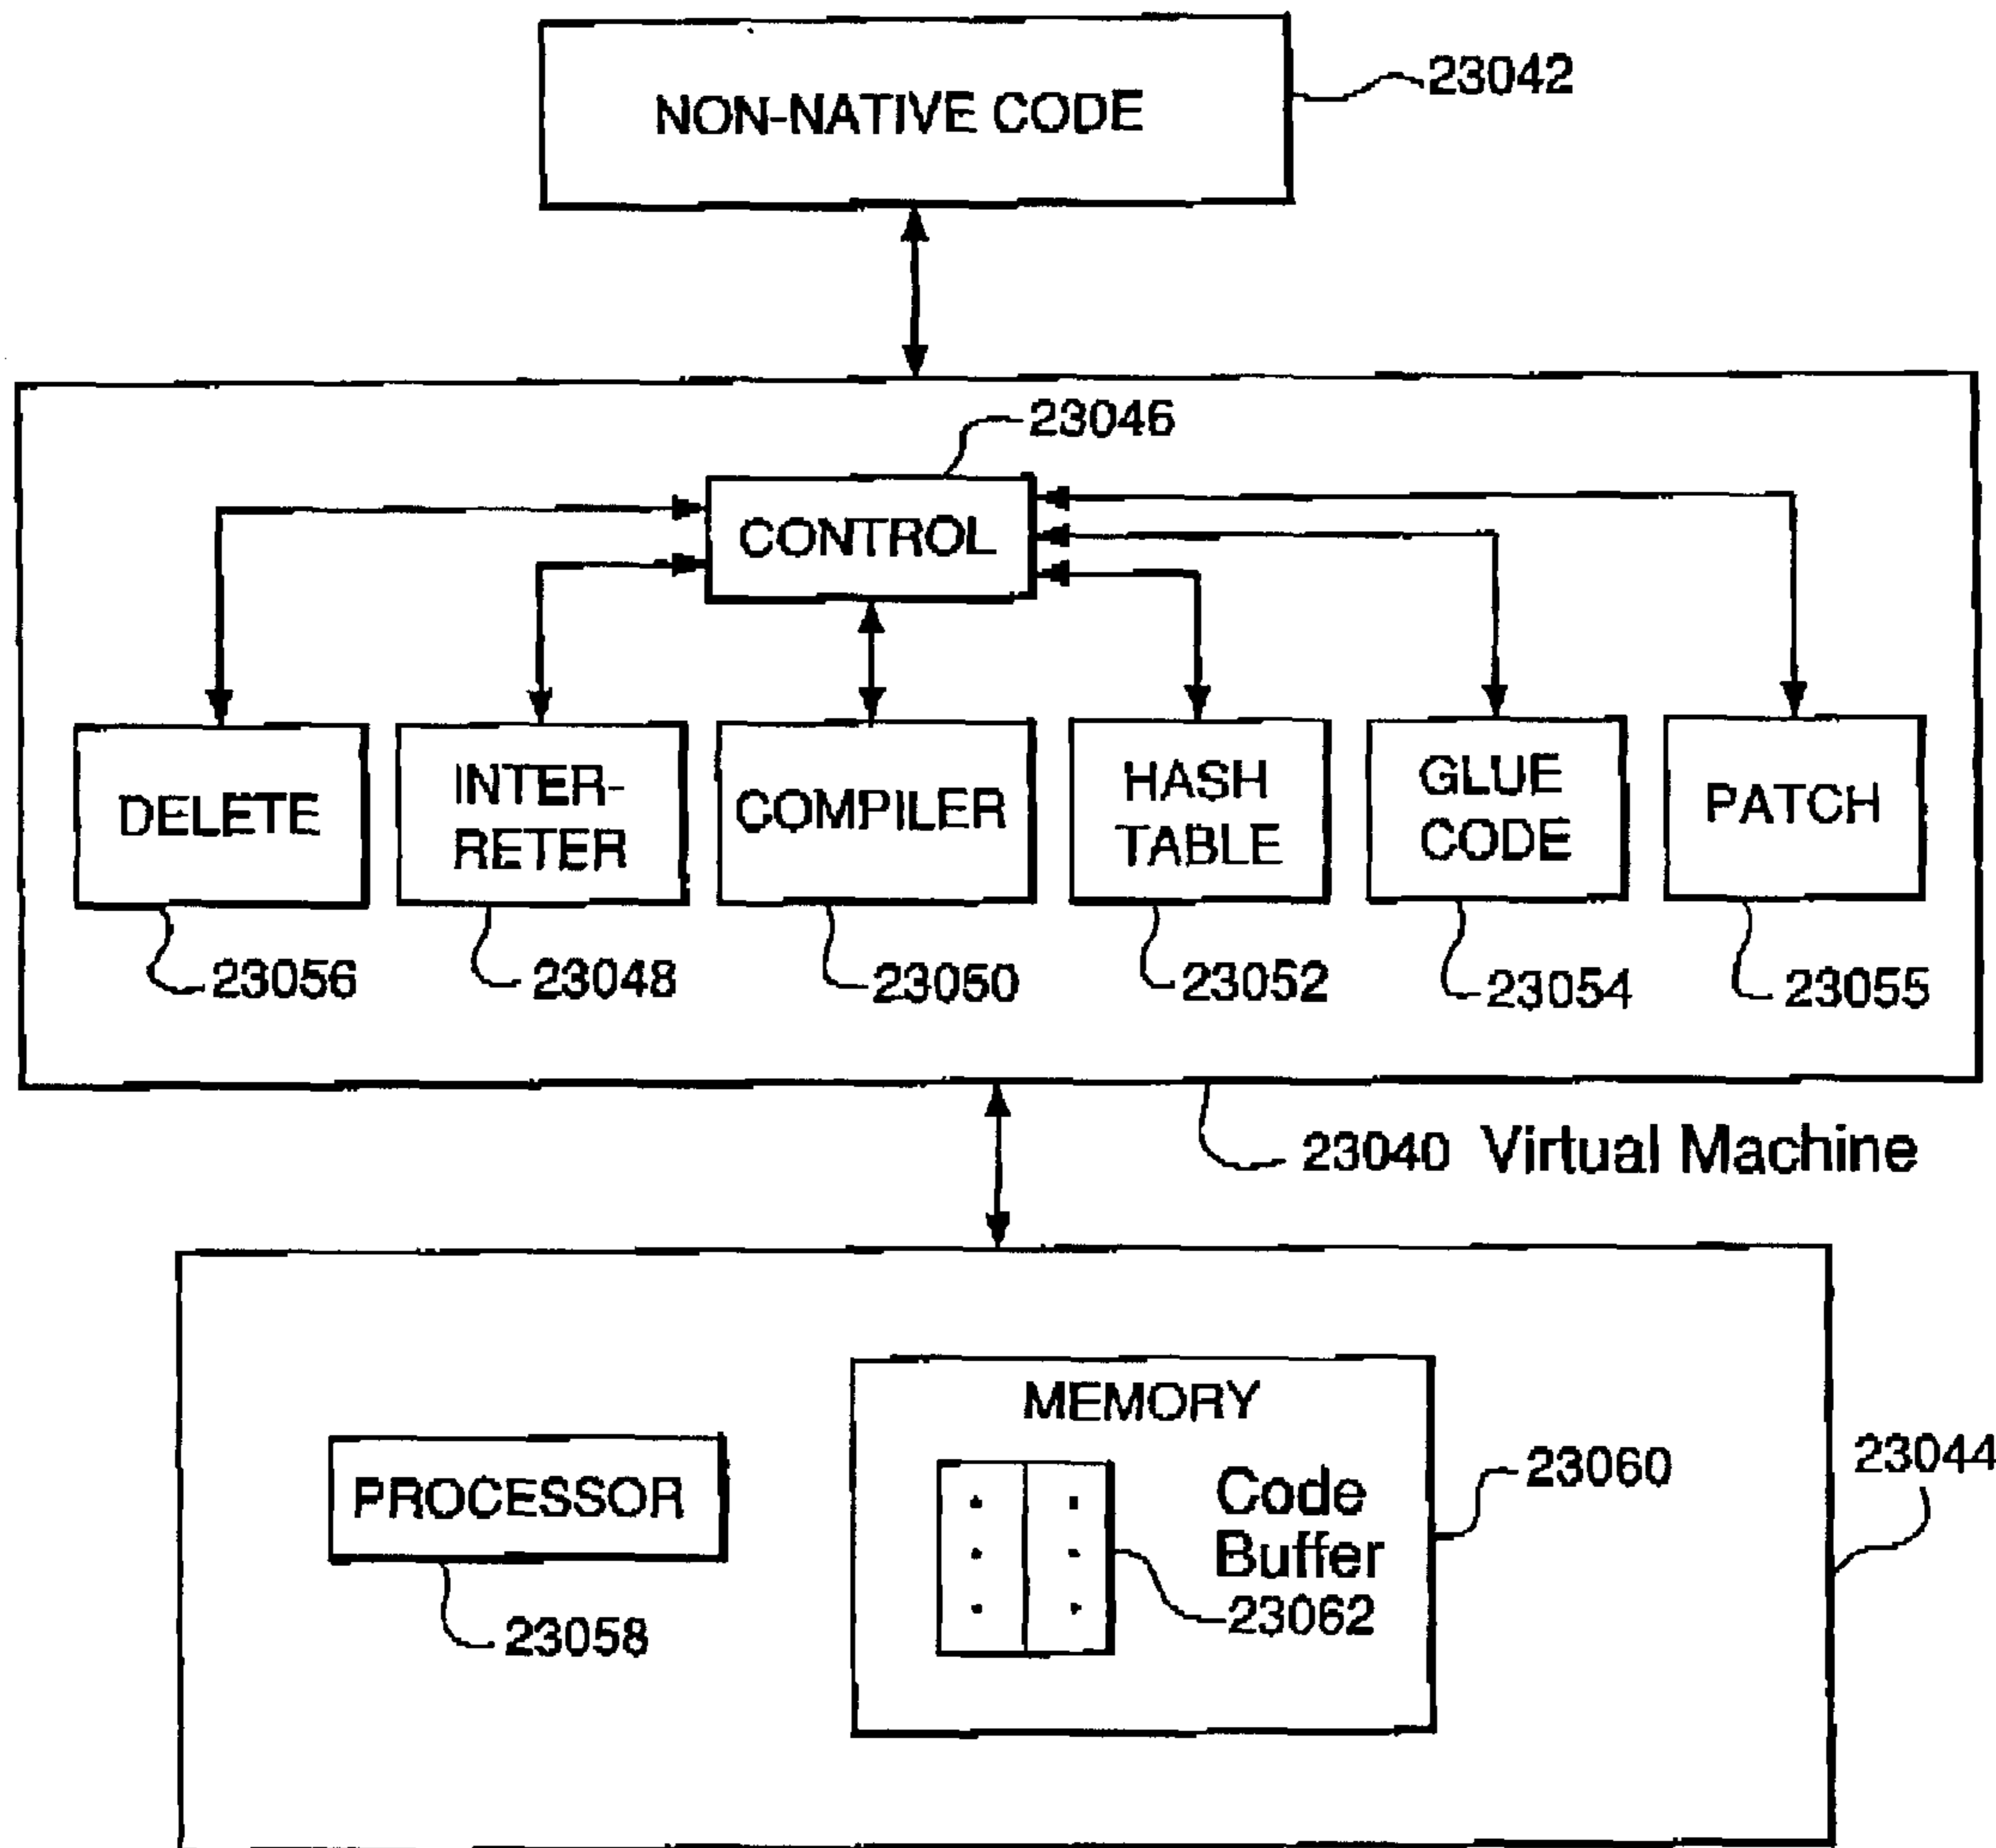 NON-NATIVE CODE
23042
23046
CONTROL
DELETE
INTER-
RETER
COMPILER
HASH
TABLE
GLUE
CODE
PATCH
23056
23048
23050
23052
23054
23055
23040 Virtual Machine
MEMORY
PROCESSOR
Code
Buffer
23062
23060
23044
23058